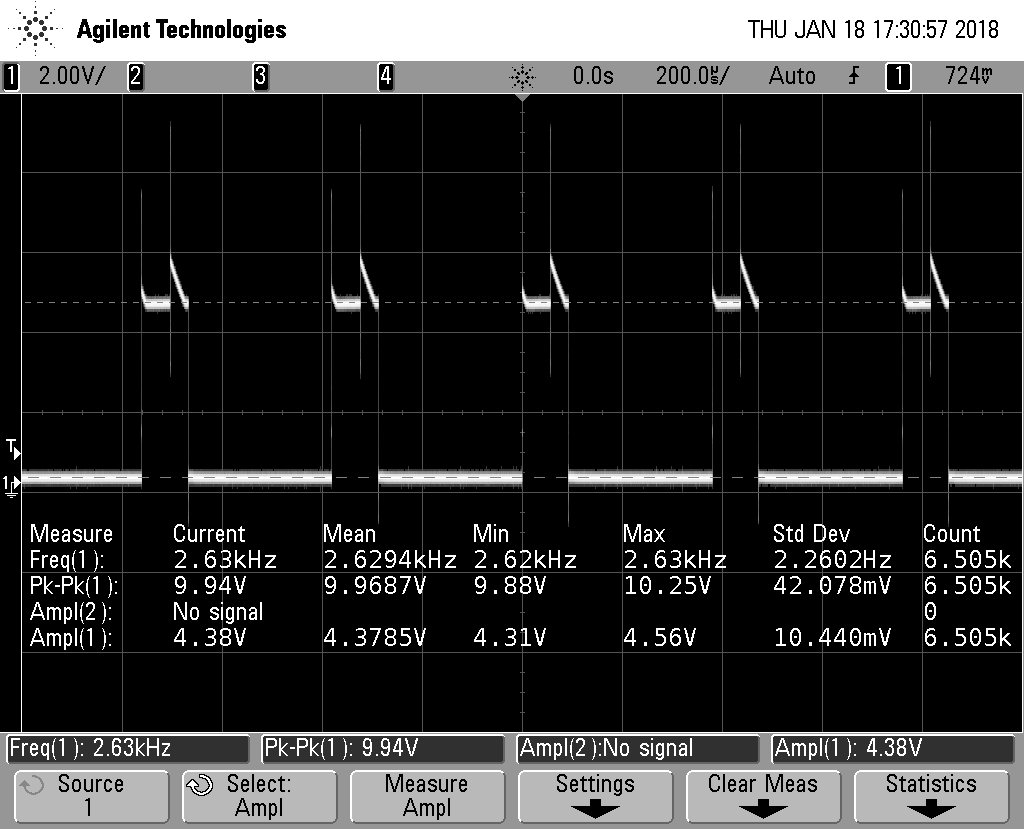 Agilent Technologies THU JAN 18 17:30:57 2018
1 2.00V/ 2 3 4 0.0s 200.0µs/ Auto 1 724mV
T
1
Measure Current Mean Min Max Std Dev Count
Freq(1): 2.63kHz 2.6294kHz 2.62kHz 2.63kHz 2.2602Hz 6.505k
Pk-Pk(1): 9.94V 9.9687V 9.88V 10.25V 42.078mV 6.505k
Ampl(2): No signal 0
Ampl(1): 4.38V 4.3785V 4.31V 4.56V 10.440mV 6.505k
Freq(1): 2.63kHz Pk-Pk(1): 9.94V Ampl(2):No signal Ampl(1): 4.38V
Source Select: Measure Settings Clear Meas Statistics
1 Ampl Ampl